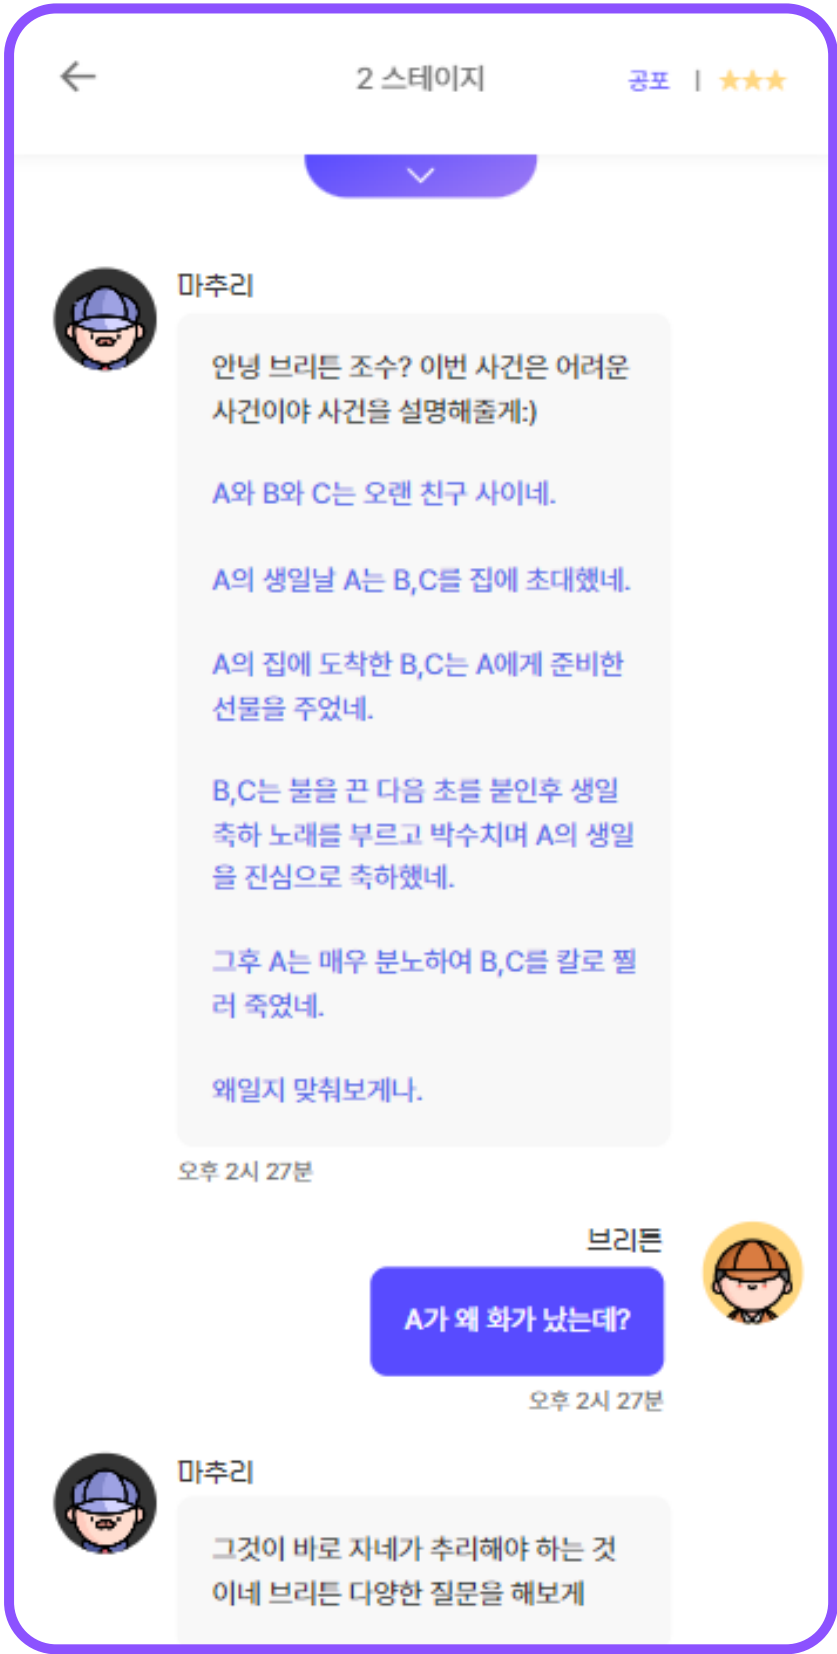 2 스테이지
공포 | ★★★
마추리
안녕 브리튼 조수? 이번 사건은 어려운
사건이야 사건을 설명해줄게:)
A와 B와 C는 오랜 친구 사이네.
A의 생일날 A는 B,C를 집에 초대했네.
A의 집에 도착한 B,C는 A에게 준비한
선물을 주었네.
B,C는 불을 끈 다음 초를 붙인후 생일
축하 노래를 부르고 박수치며 A의 생일
을 진심으로 축하했네.
그후 A는 매우 분노하여 B,C를 칼로 찔
러 죽였네.
왜일지 맞춰보게나.
오후 2시 27분
브리튼
A가 왜 화가 났는데?
오후 2시 27분
마추리
그것이 바로 자네가 추리해야 하는 것
이네 브리튼 다양한 질문을 해보게